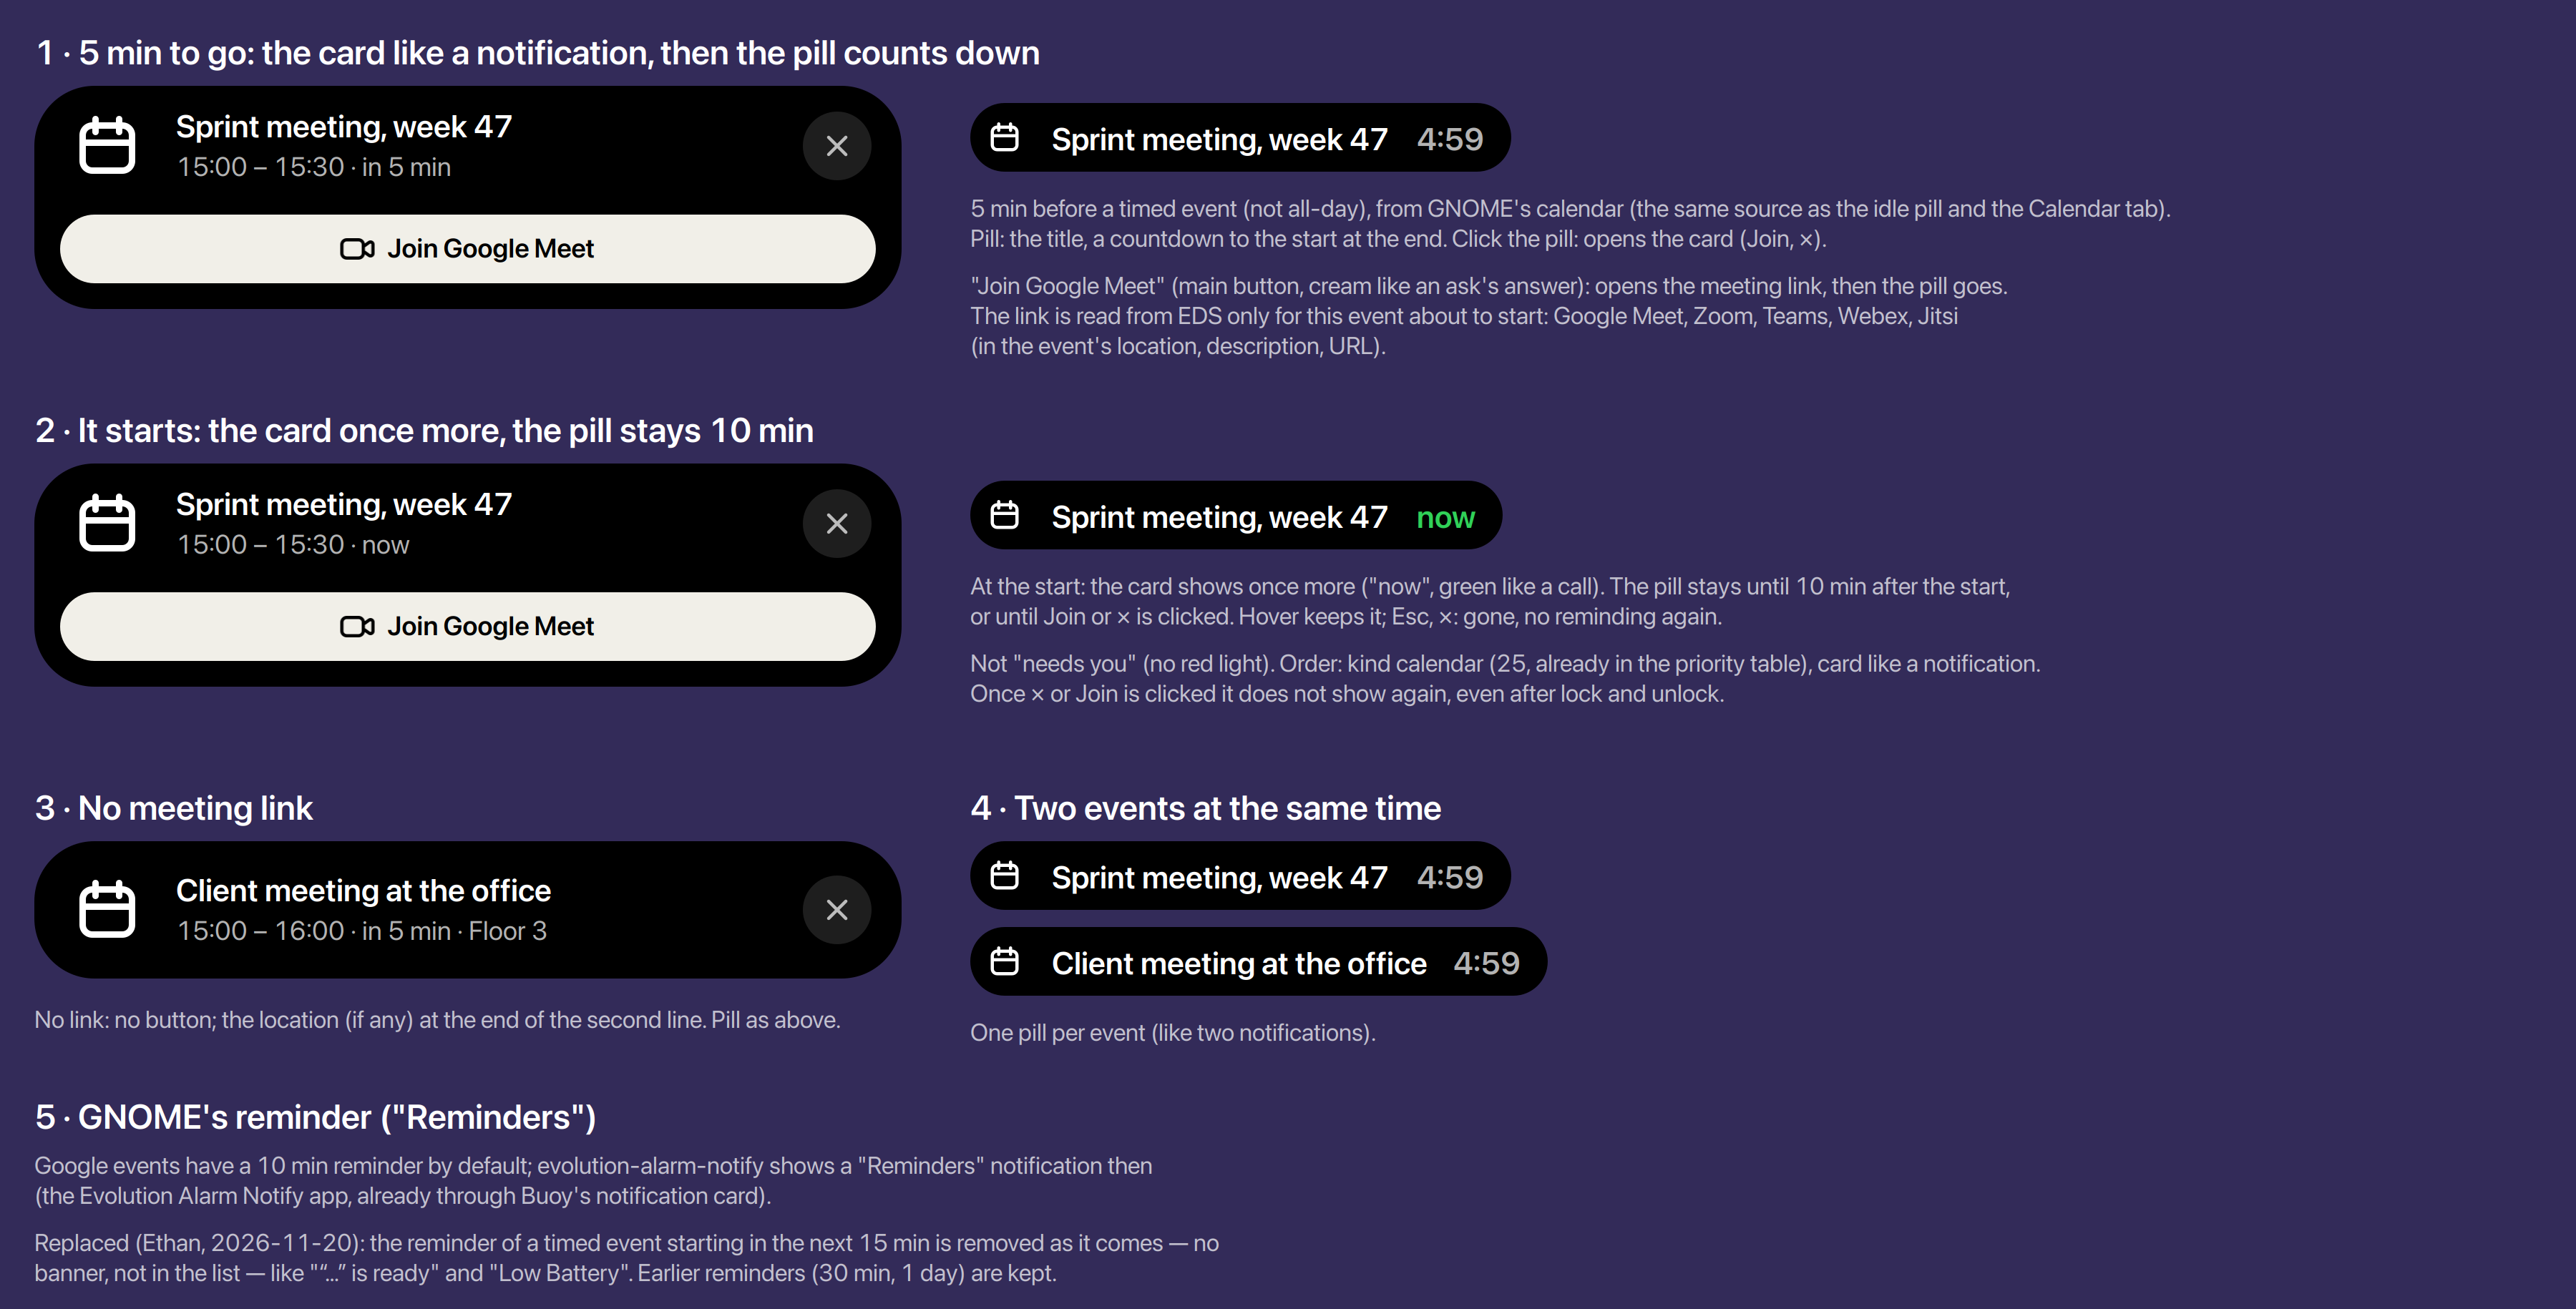 1 · 5 min to go: the card like a notification, then the pill counts down
Sprint meeting, week 47
15:00 – 15:30 · in 5 min
Join Google Meet
Sprint meeting, week 47 4:59
5 min before a timed event (not all-day), from GNOME's calendar (the same source as the idle pill and the Calendar tab).
Pill: the title, a countdown to the start at the end. Click the pill: opens the card (Join, ×).
"Join Google Meet" (main button, cream like an ask's answer): opens the meeting link, then the pill goes.
The link is read from EDS only for this event about to start: Google Meet, Zoom, Teams, Webex, Jitsi
(in the event's location, description, URL).
2 · It starts: the card once more, the pill stays 10 min
Sprint meeting, week 47
15:00 – 15:30 · now
Join Google Meet
Sprint meeting, week 47 now
At the start: the card shows once more ("now", green like a call). The pill stays until 10 min after the start,
or until Join or × is clicked. Hover keeps it; Esc, ×: gone, no reminding again.
Not "needs you" (no red light). Order: kind calendar (25, already in the priority table), card like a notification.
Once × or Join is clicked it does not show again, even after lock and unlock.
3 · No meeting link
Client meeting at the office
15:00 – 16:00 · in 5 min · Floor 3
No link: no button; the location (if any) at the end of the second line. Pill as above.
4 · Two events at the same time
Sprint meeting, week 47 4:59
Client meeting at the office 4:59
One pill per event (like two notifications).
5 · GNOME's reminder ("Reminders")
Google events have a 10 min reminder by default; evolution-alarm-notify shows a "Reminders" notification then
(the Evolution Alarm Notify app, already through Buoy's notification card).
Replaced (Ethan, 2026-11-20): the reminder of a timed event starting in the next 15 min is removed as it comes — no
banner, not in the list — like "“…” is ready" and "Low Battery". Earlier reminders (30 min, 1 day) are kept.